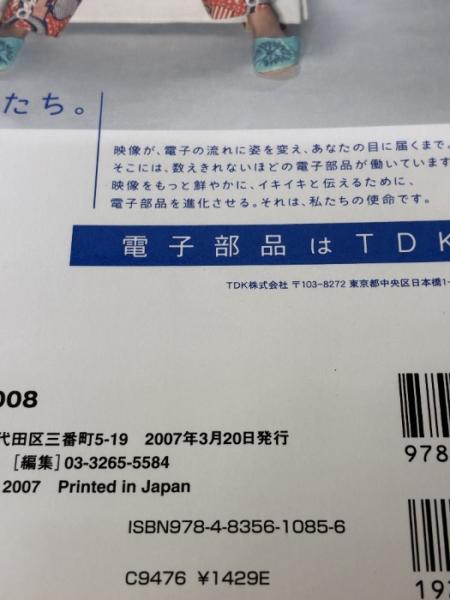 たち。
映像が、電子の流れに姿を変え、あなたの目に届くまで。
そこには、数えきれないほどの電子部品が働いています
映像をもっと鮮やかに、イキイキと伝えるために、
電子部品を進化させる。それは、私たちの使命です。
電子部品はTDK
TDK株式会社 〒103-8272 東京都中央区日本橋1-
008
代田区三番町5-19 2007年3月20日発行
[編集] 03-3265-5584
2007 Printed in Japan
978
ISBN978-4-8356-1085-6
C9476 ¥1429E
192